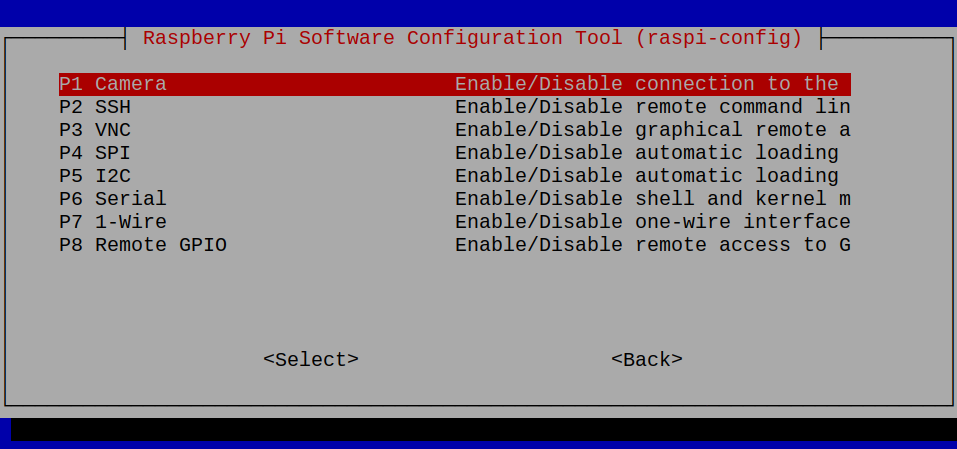 Raspberry Pi Software Configuration Tool (raspi-config)
P1 Camera Enable/Disable connection to the
P2 SSH Enable/Disable remote command lin
P3 VNC Enable/Disable graphical remote a
P4 SPI Enable/Disable automatic loading
P5 I2C Enable/Disable automatic loading
P6 Serial Enable/Disable shell and kernel m
P7 1-Wire Enable/Disable one-wire interface
P8 Remote GPIO Enable/Disable remote access to G
<Select> <Back>